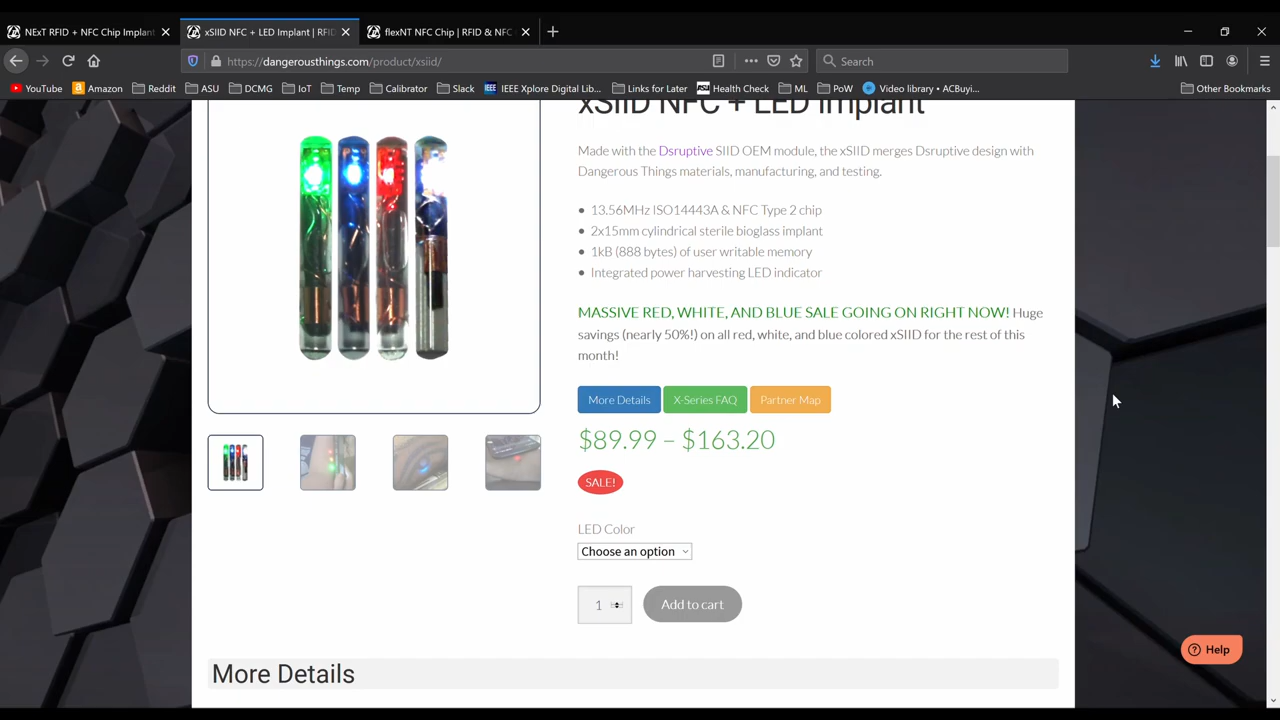 NExT RFID + NFC Chip Implant
xSIID NFC + LED Implant | RFID
flexNT NFC Chip | RFID & NFC
https://dangerousthings.com/product/xsiid/
Search
YouTube
Amazon
Reddit
ASU
DCMG
IoT
Temp
Calibrator
Slack
IEEE Xplore Digital Lib...
Links for Later
ASU Health Check
ML
PoW
Video library • ACBuyi...
Other Bookmarks
xSIID NFC + LED Implant
Made with the Dsruptive SIID OEM module, the xSIID merges Dsruptive design with
Dangerous Things materials, manufacturing, and testing.
• 13.56MHz ISO14443A & NFC Type 2 chip
• 2x15mm cylindrical sterile bioglass implant
• 1kB (888 bytes) of user writable memory
• Integrated power harvesting LED indicator
MASSIVE RED, WHITE, AND BLUE SALE GOING ON RIGHT NOW! Huge
savings (nearly 50%!) on all red, white, and blue colored xSIID for the rest of this
month!
More Details
X-Series FAQ
Partner Map
$89.99 – $163.20
SALE!
LED Color
Choose an option
1
Add to cart
Help
More Details